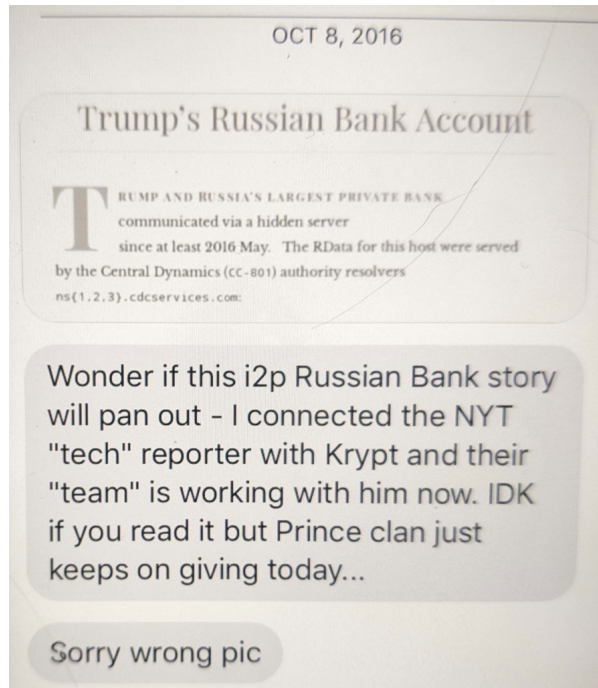 OCT 8, 2016
Trump's Russian Bank Account
TRUMP AND RUSSIA'S LARGEST PRIVATE BANK
communicated via a hidden server
since at least 2016 May. The RData for this host were served
by the Central Dynamics (CC-801) authority resolvers
ns{1.2.3}.cdcservices.com:
Wonder if this i2p Russian Bank story
will pan out - I connected the NYT
"tech" reporter with Krypt and their
"team" is working with him now. IDK
if you read it but Prince clan just
keeps on giving today...
Sorry wrong pic